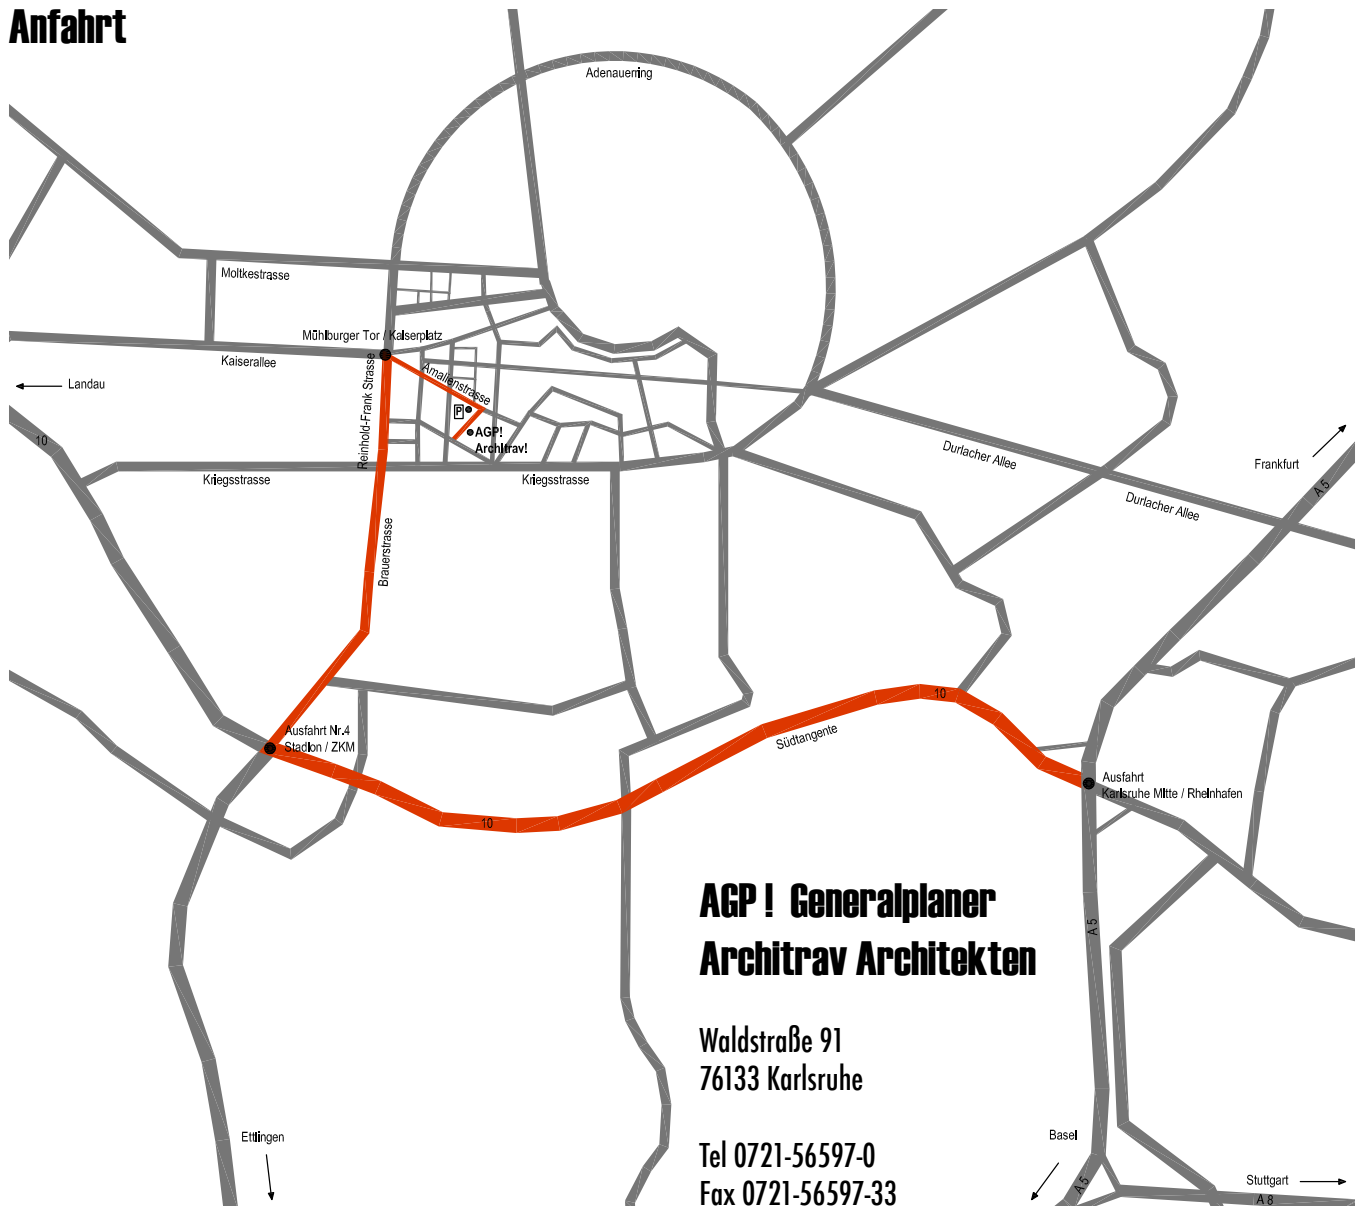 Anfahrt
Adenauerring
Moltkestrasse
Mühlburger Tor / Kaiserplatz
Kaiserallee
Landau
Reinhold-Frank Strasse
Amalienstrasse
P
AGP!
Architrav!
10
Kriegsstrasse
Kriegsstrasse
Durlacher Allee
Durlacher Allee
Frankfurt
A 5
Brauerstrasse
Ausfahrt Nr.4
Stadion / ZKM
10
Südtangente
10
Ausfahrt
Karlsruhe Mitte / Rheinhafen
A 5
AGP ! Generalplaner
Architrav Architekten
Waldstraße 91
76133 Karlsruhe
Tel 0721-56597-0
Fax 0721-56597-33
Ettlingen
Basel
A 5
Stuttgart
A 8